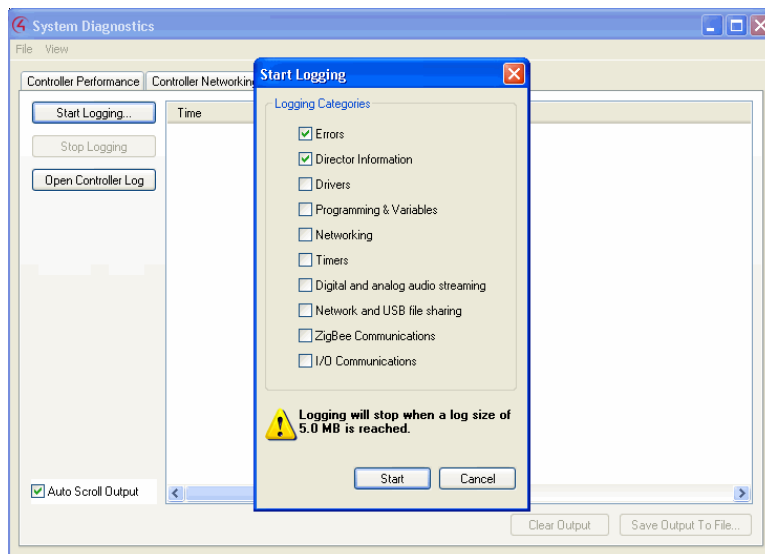 System Diagnostics
File View
Controller Performance Controller Networking
Start Logging...
Stop Logging
Open Controller Log
Time
Start Logging
Logging Categories
Errors
Director Information
Drivers
Programming & Variables
Networking
Timers
Digital and analog audio streaming
Network and USB file sharing
ZigBee Communications
I/O Communications
Logging will stop when a log size of
5.0 MB is reached.
Start Cancel
Auto Scroll Output
Clear Output Save Output To File...